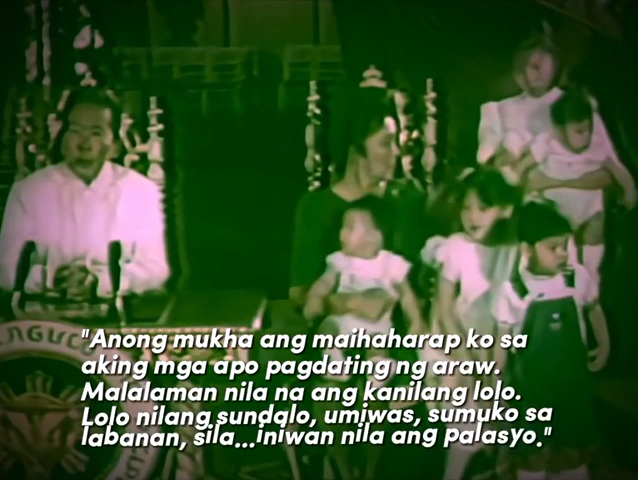 "Anong mukha ang maihaharap ko sa
aking mga apo pagdating ng araw.
Malalaman nila na ang kanilang lolo.
Lolo nilang sundalo, umiwas, sumuko sa
labanan, sila...iniwan nila ang palasyo."